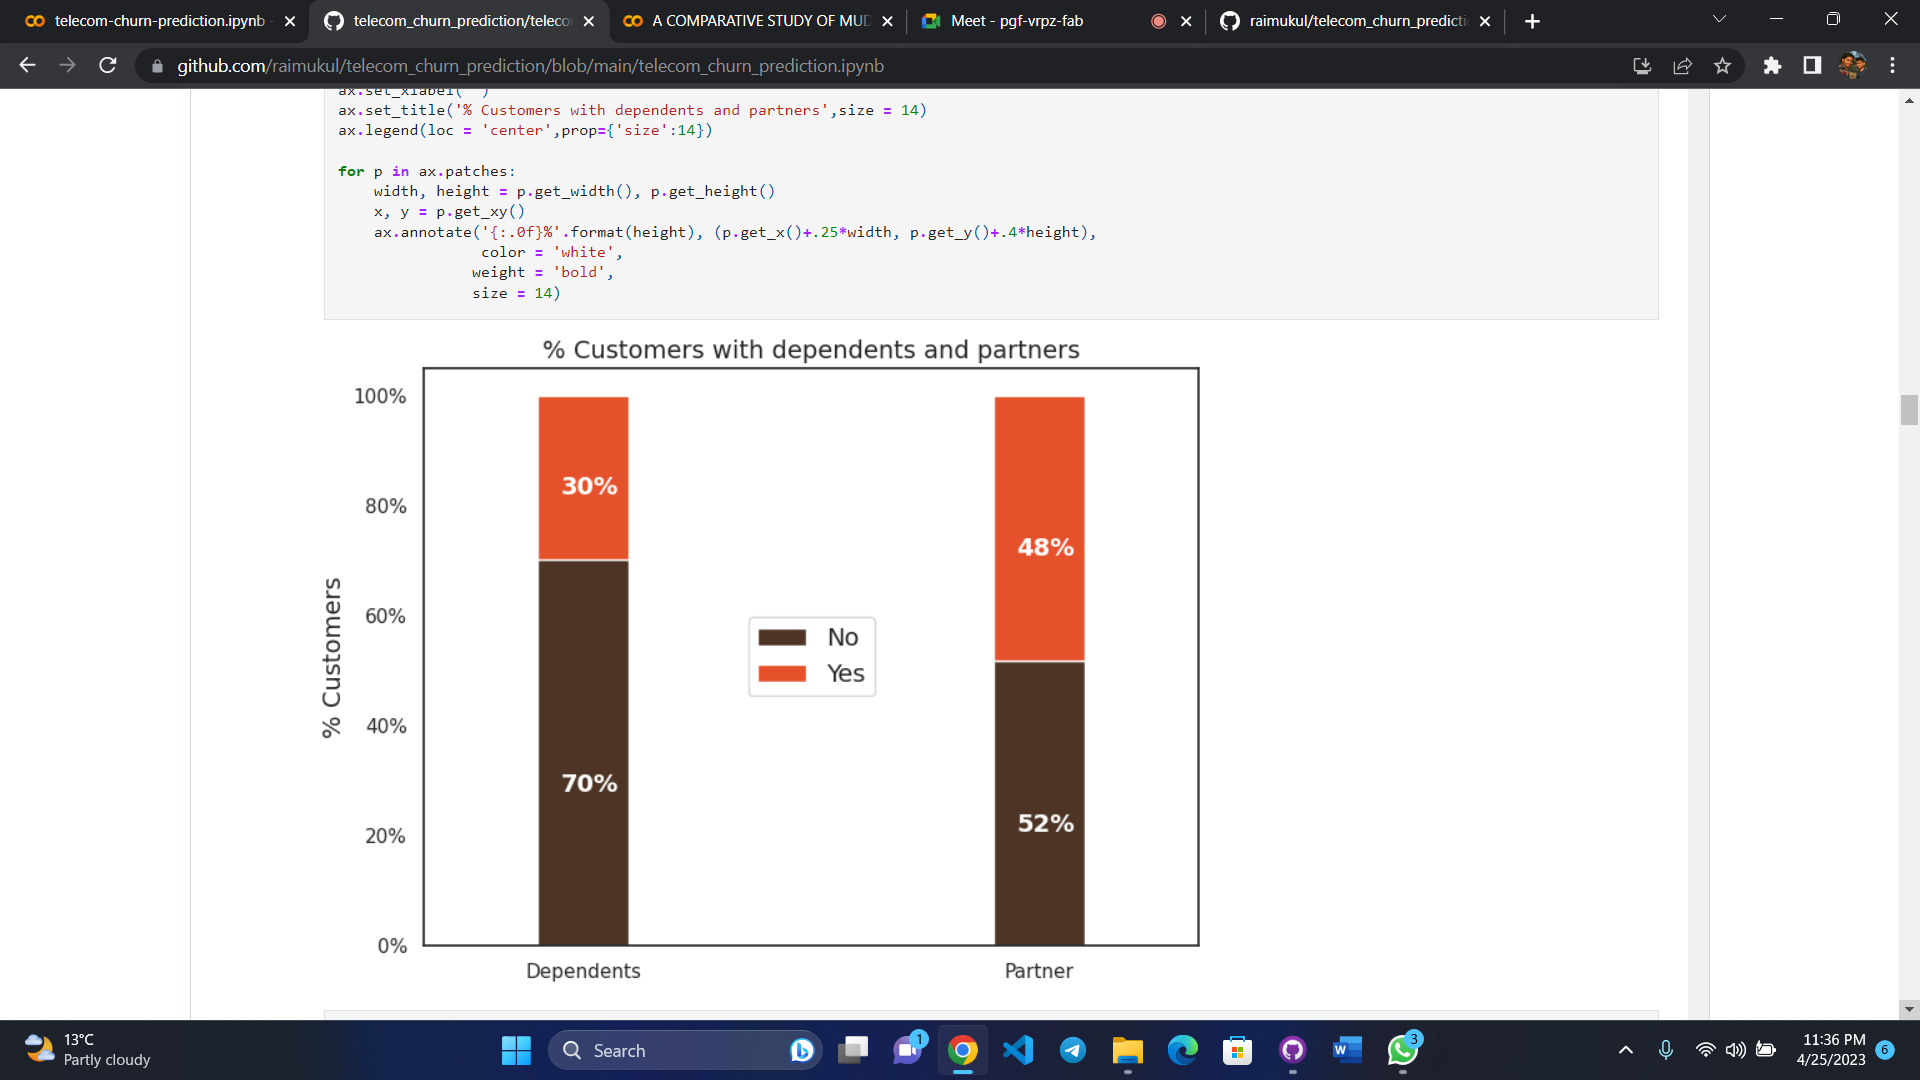 telecom-churn-prediction.ipynb -
telecom_churn_prediction/teleco
A COMPARATIVE STUDY OF MUD
Meet - pgf-vrpz-fab
raimukul/telecom_churn_predicti
github.com/raimukul/telecom_churn_prediction/blob/main/telecom_churn_prediction.ipynb
ax.set_xlabel('')
ax.set_title('% Customers with dependents and partners',size = 14)
ax.legend(loc = 'center',prop={'size':14})
for p in ax.patches:
width, height = p.get_width(), p.get_height()
x, y = p.get_xy()
ax.annotate('{:.0f}%'.format(height), (p.get_x()+.25*width, p.get_y()+.4*height),
color = 'white',
weight = 'bold',
size = 14)
% Customers with dependents and partners
100%
80%
60%
40%
20%
0%
% Customers
30%
70%
48%
52%
No
Yes
Dependents
Partner
13°C
Partly cloudy
Search
1
3
11:36 PM
4/25/2023
6